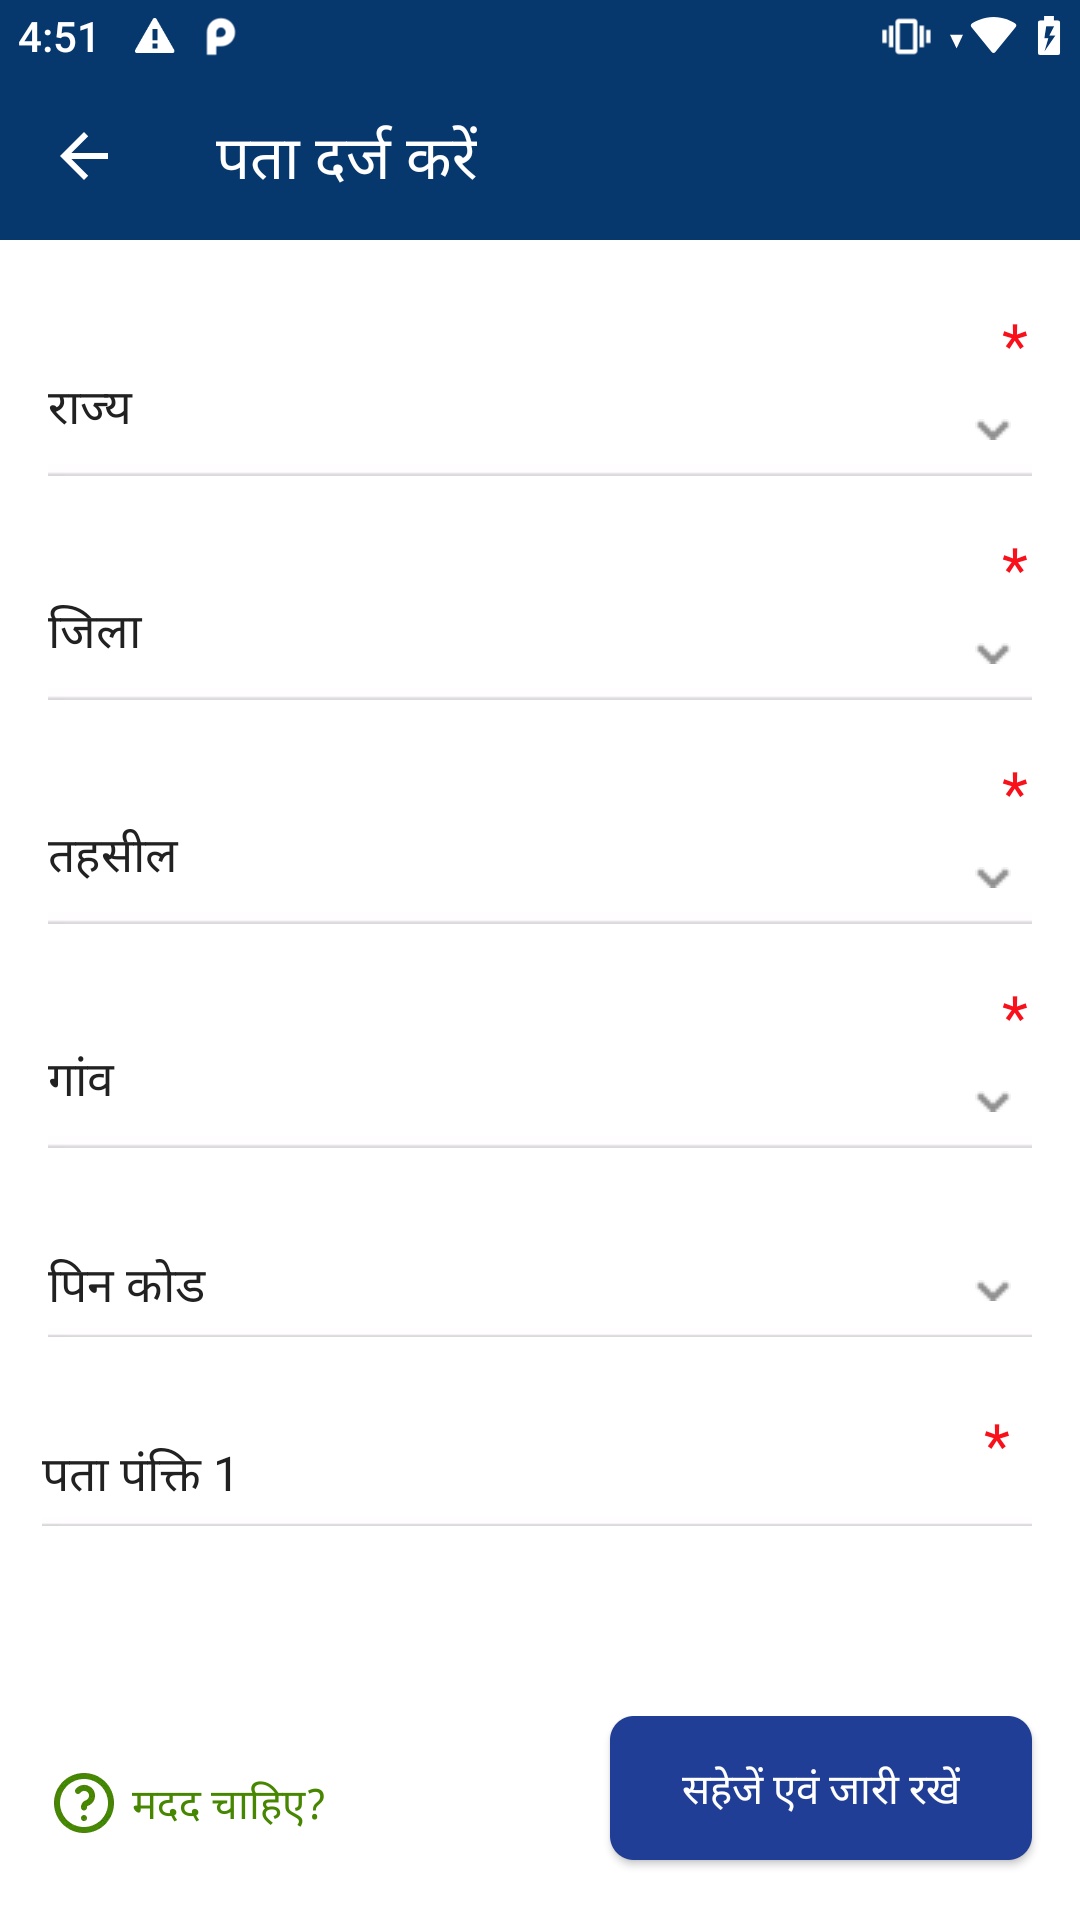 4:51
पता दर्ज करें
*
राज्य
*
जिला
*
तहसील
*
गांव
पिन कोड
*
पता पंक्ति 1
मदद चाहिए?
सहेजें एवं जारी रखें